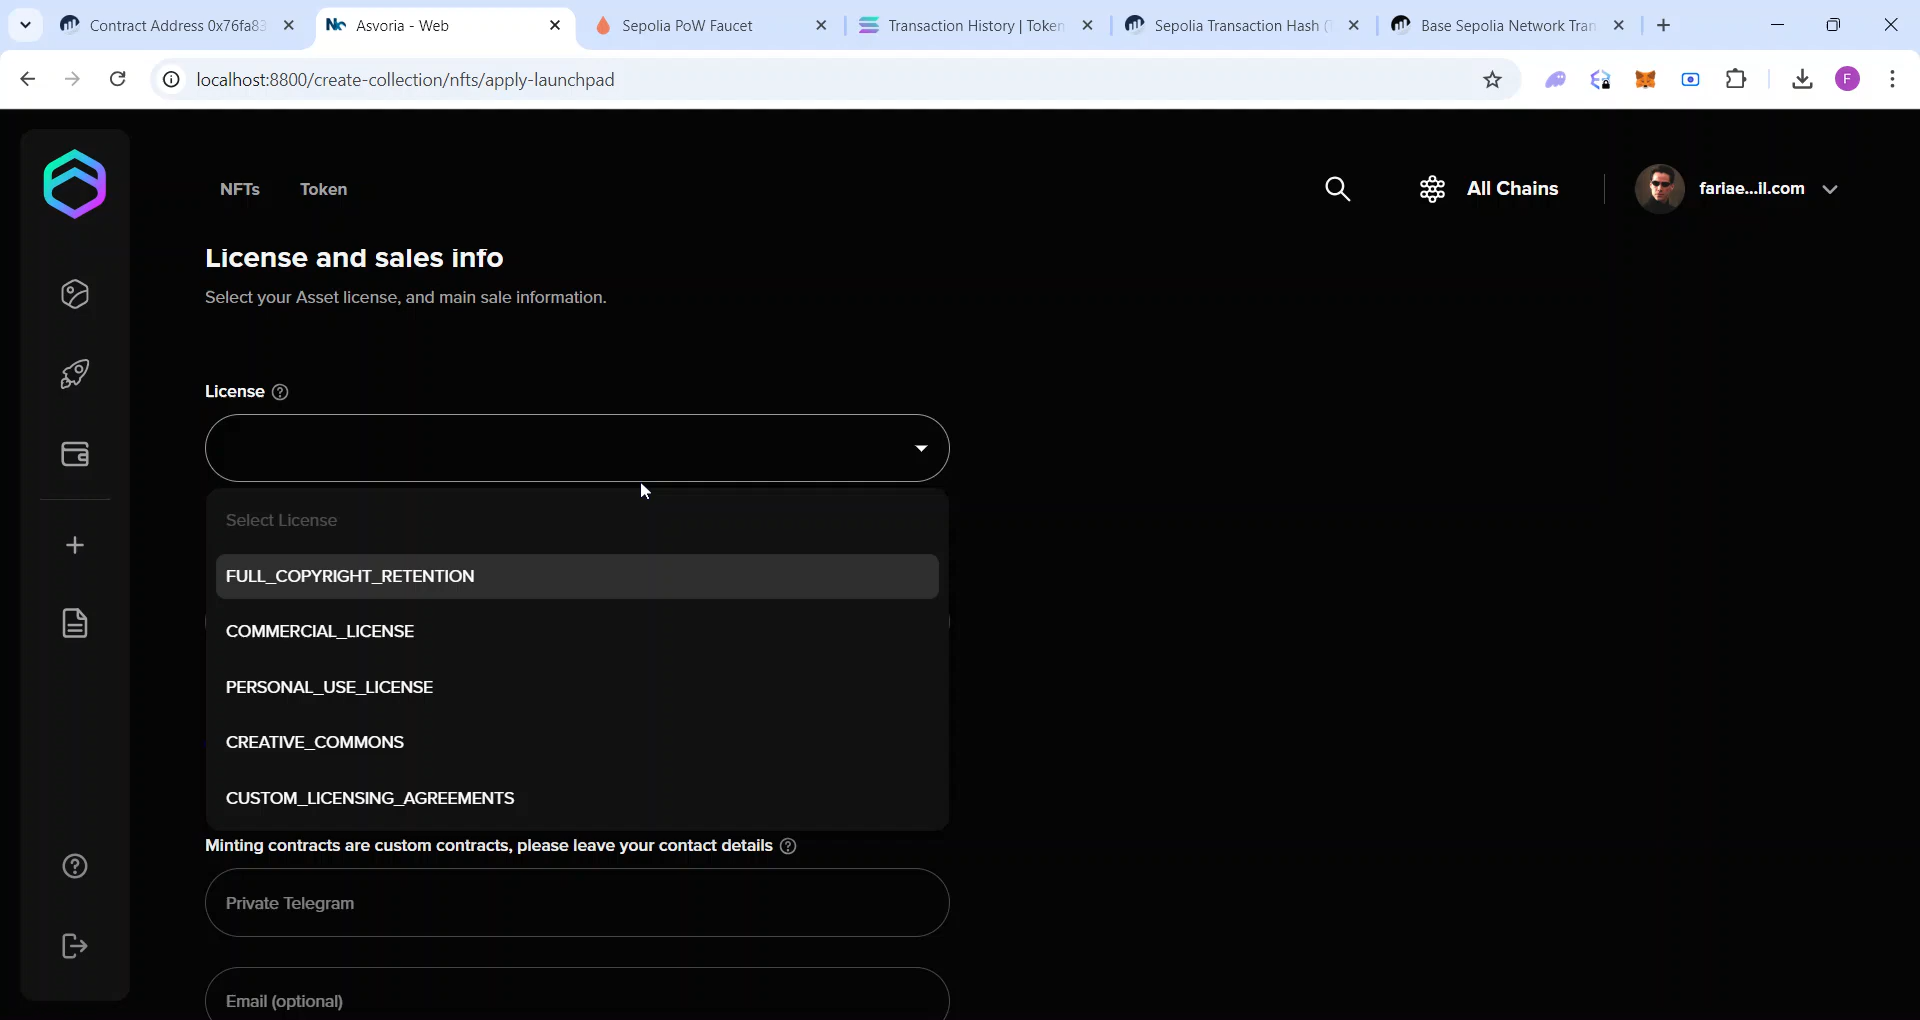 Contract Address 0x76fa83
Asvoria - Web
Sepolia PoW Faucet
Transaction History | Token
Sepolia Transaction Hash (
Base Sepolia Network Tran
localhost:8800/create-collection/nfts/apply-launchpad
F
NFTs
Token
All Chains
fariae...il.com
License and sales info
Select your Asset license, and main sale information.
License
Select License
FULL_COPYRIGHT_RETENTION
COMMERCIAL_LICENSE
PERSONAL_USE_LICENSE
CREATIVE_COMMONS
CUSTOM_LICENSING_AGREEMENTS
Minting contracts are custom contracts, please leave your contact details
Private Telegram
Email (optional)